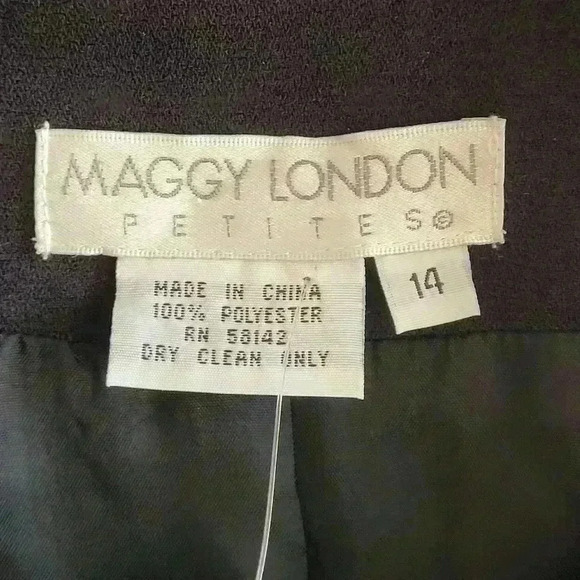 MAGGY LONDON
PETITES®
14
MADE IN CHINA
100% POLYESTER
RN 58142
DRY CLEAN ONLY